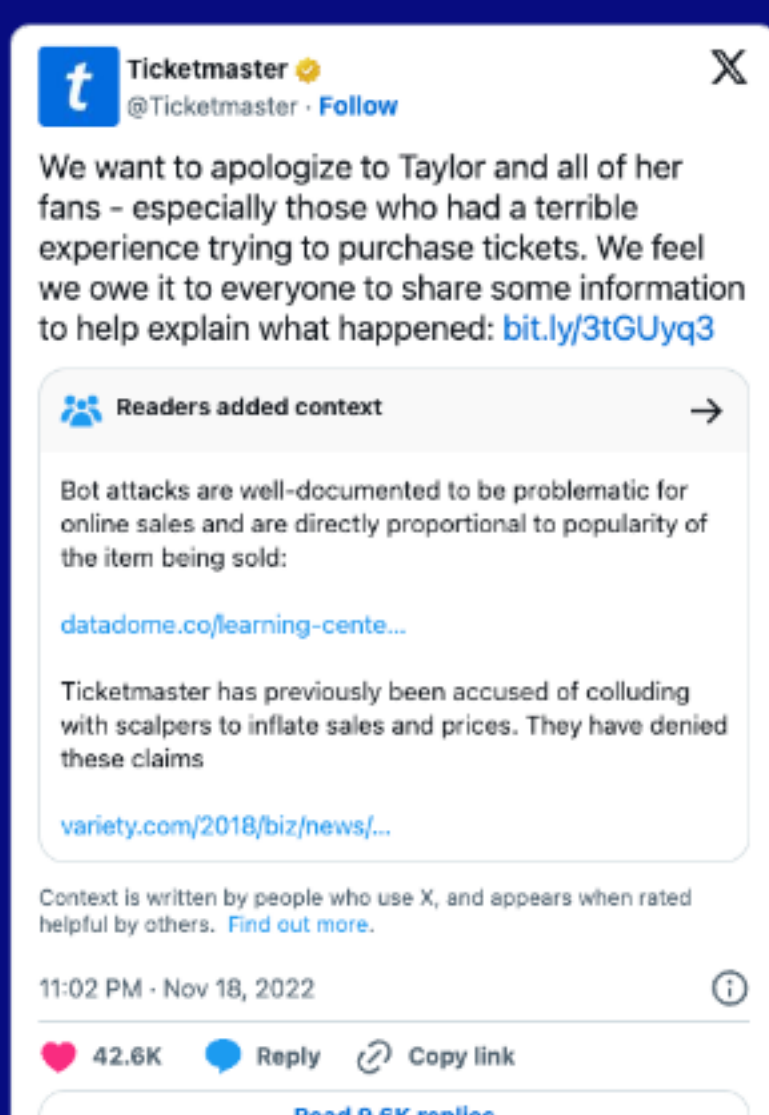 Ticketmaster
@Ticketmaster · Follow
We want to apologize to Taylor and all of her
fans - especially those who had a terrible
experience trying to purchase tickets. We feel
we owe it to everyone to share some information
to help explain what happened: bit.ly/3tGUyq3
Readers added context
Bot attacks are well-documented to be problematic for
online sales and are directly proportional to popularity of
the item being sold:
datadome.co/learning-cente...
Ticketmaster has previously been accused of colluding
with scalpers to inflate sales and prices. They have denied
these claims
variety.com/2018/biz/news/...
Context is written by people who use X, and appears when rated
helpful by others. Find out more.
11:02 PM · Nov 18, 2022
42.6K Reply Copy link
Read 9.6K replies